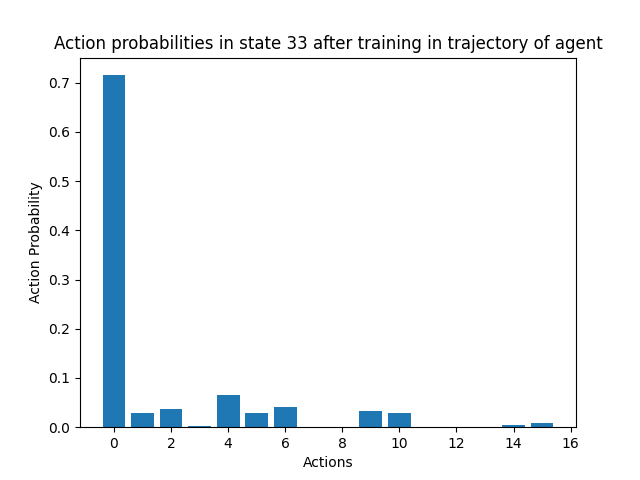 Action probabilities in state 33 after training in trajectory of agent
0.7
0.6
0.5
0.4
0.3
0.2
0.1
0.0
Action Probability
0 2 4 6 8 10 12 14 16
Actions